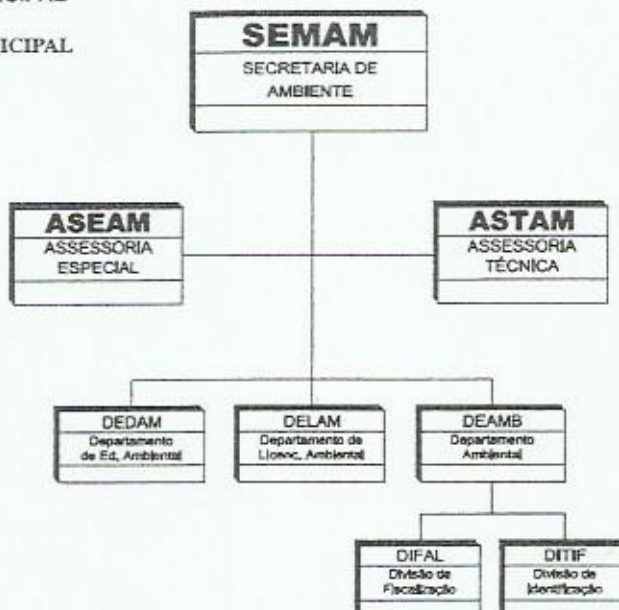 ICIPAL
SEMAM
SECRETARIA DE
AMBIENTE
ASEAM
ASSESSORIA
ESPECIAL
ASTAM
ASSESSORIA
TÉCNICA
DEDAM
Departamento
de Ed, Ambiental
DELAM
Departamento de
Licenc, Ambiental
DEAMB
Departamento
Ambiental
DIFAL
Divisão de
Fiscalização
DITIF
Divisão de
Identificação